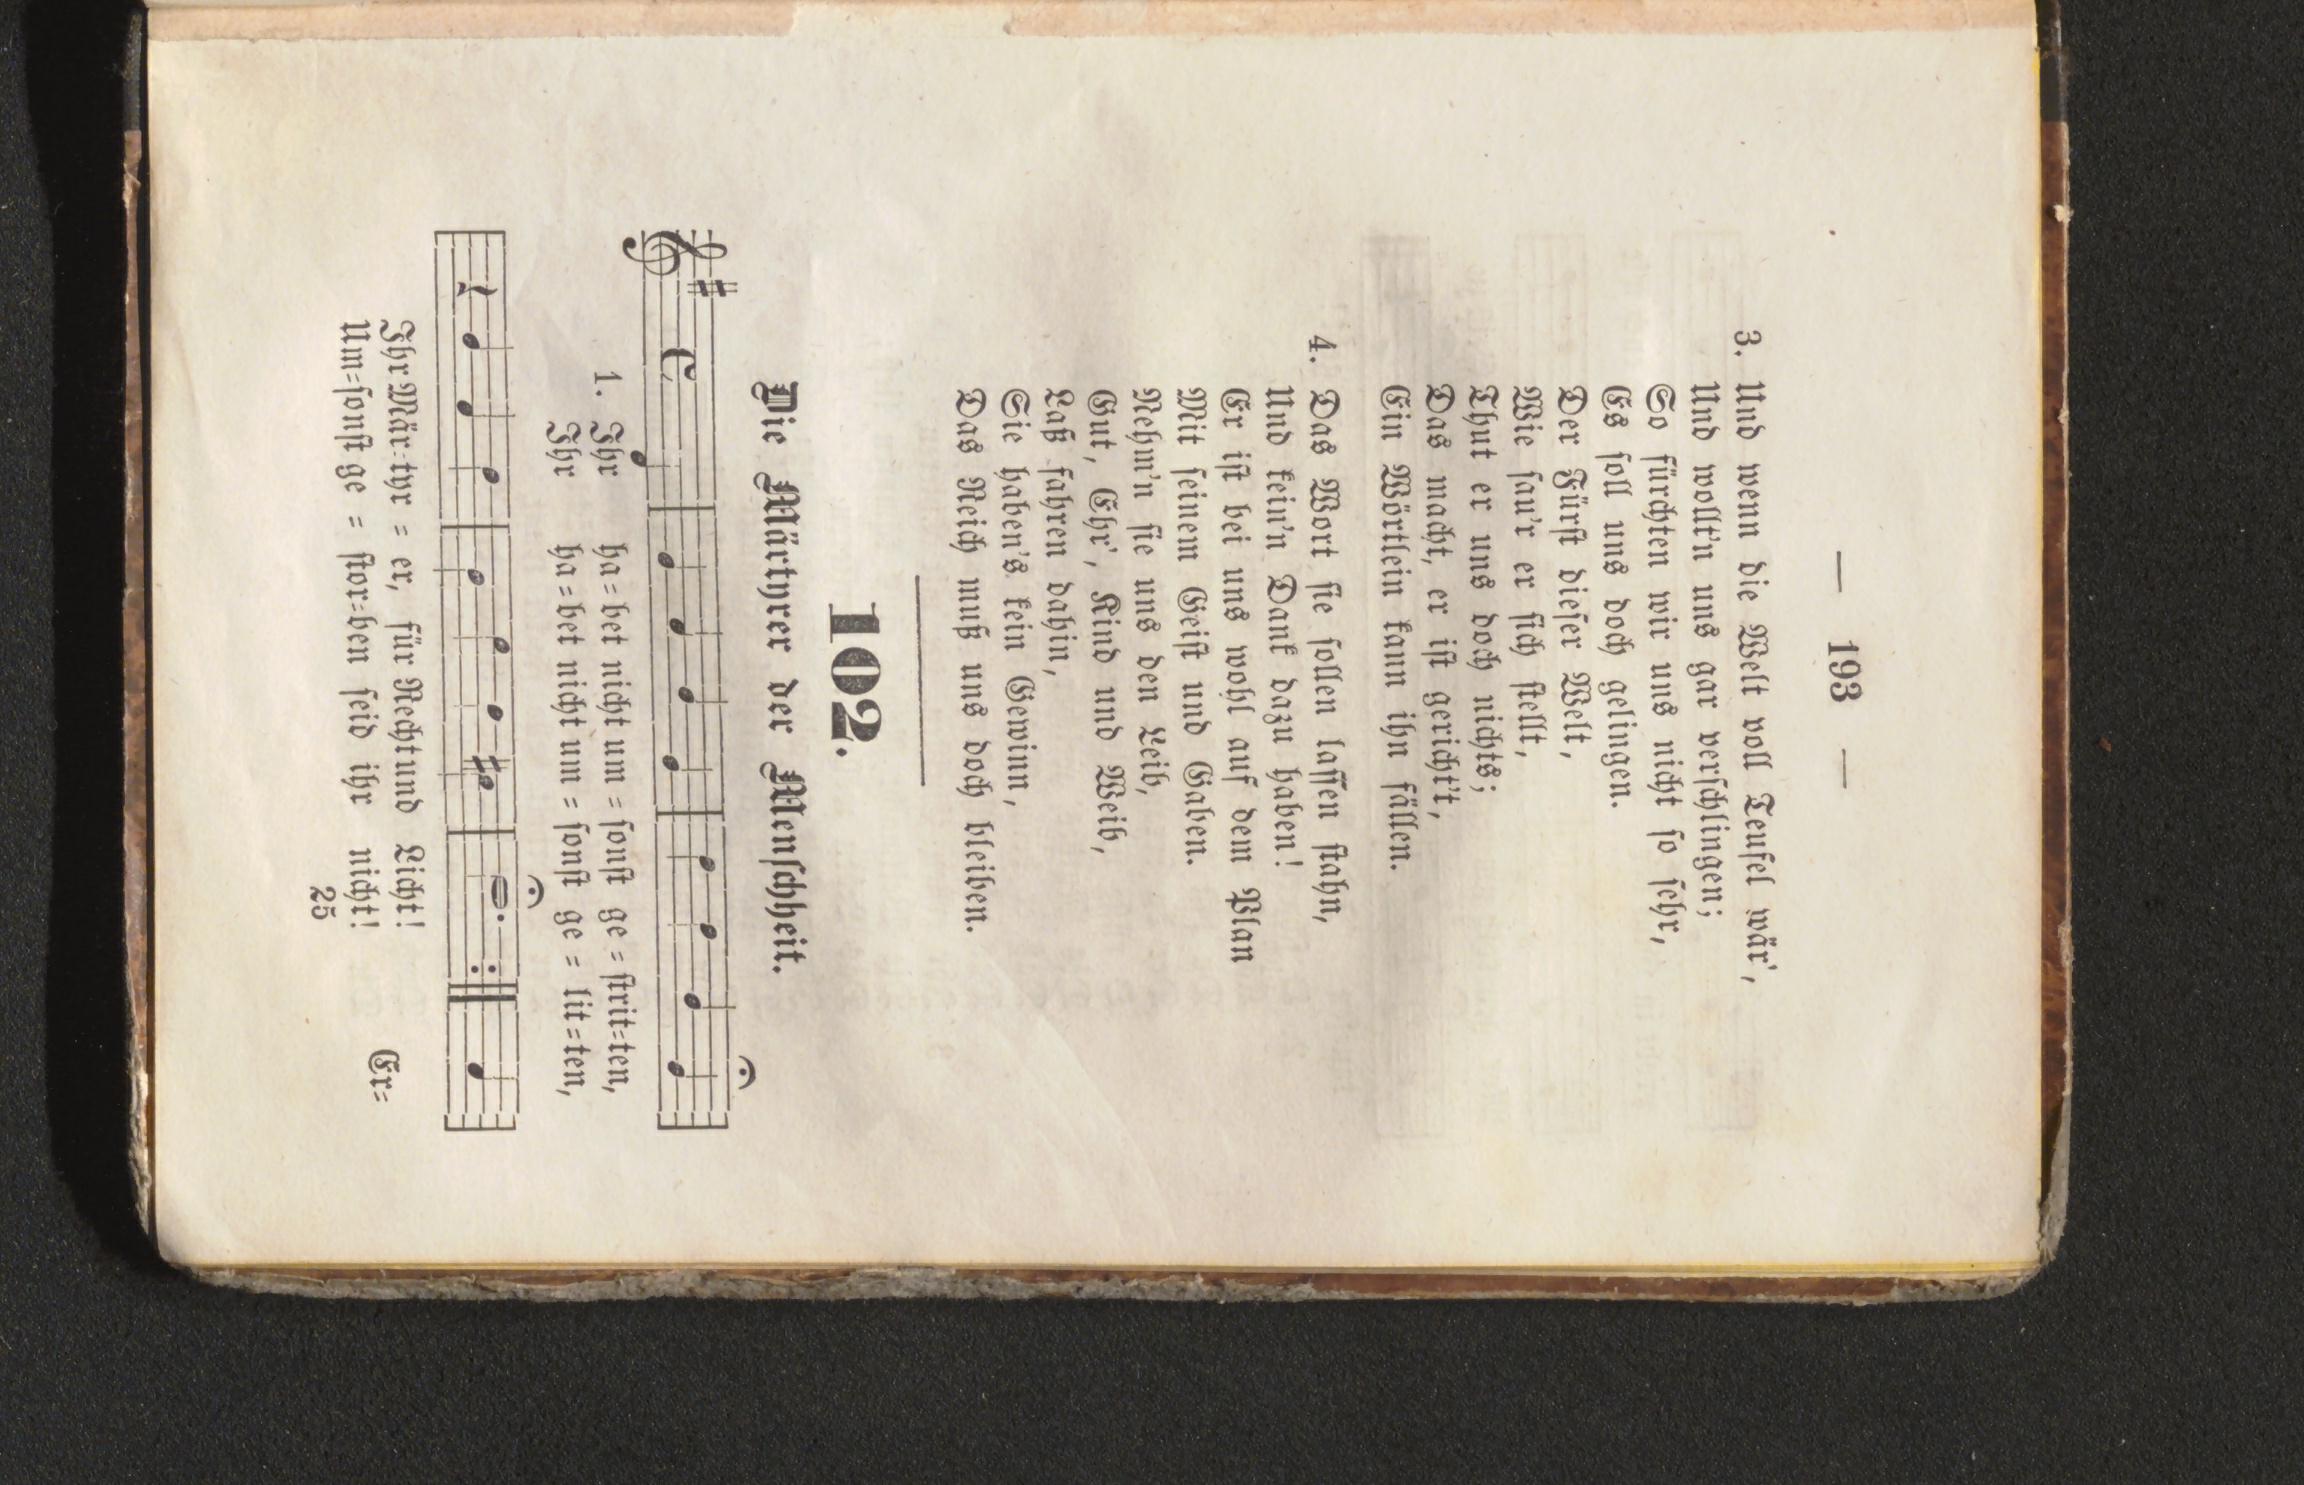 — 193 —
3. Und wenn die Welt voll Teufel wär',
Und wollt'n uns gar verschlingen;
So fürchten wir uns nicht so sehr,
Es soll uns doch gelingen.
Der Fürst dieser Welt,
Wie sau'r er sich stellt,
Thut er uns doch nichts;
Das macht, er ist gericht't,
Ein Wörtlein kann ihn fällen.
4. Das Wort sie sollen lassen stahn,
Und kein'n Dank dazu haben!
Er ist bei uns wohl auf dem Plan
Mit seinem Geist und Gaben.
Nehm'n sie uns den Leib,
Gut, Ehr', Kind und Weib,
Laß fahren dahin,
Sie haben's kein Gewinn,
Das Reich muß uns doch bleiben.
102.
Die Märtyrer der Menschheit.
1. Ihr ha=bet nicht um=sonst ge=strit=ten,
Ihr ha=bet nicht um=sonst ge=lit=ten,
Ihr Mär=tyr=er, für Recht und Licht! Er=
Um=sonst ge=stor=ben seid ihr nicht!
25